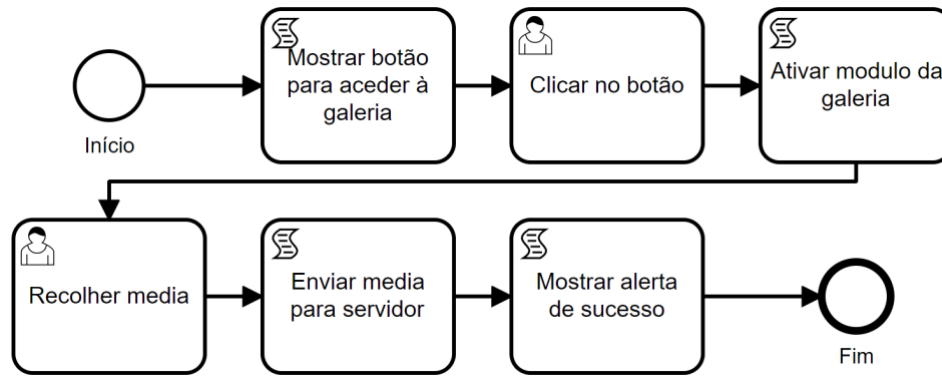 Mostrar botão
para aceder à
galeria
Clicar no botão
Ativar modulo da
galeria
Início
Recolher media
Enviar media
para servidor
Mostrar alerta
de sucesso
Fim